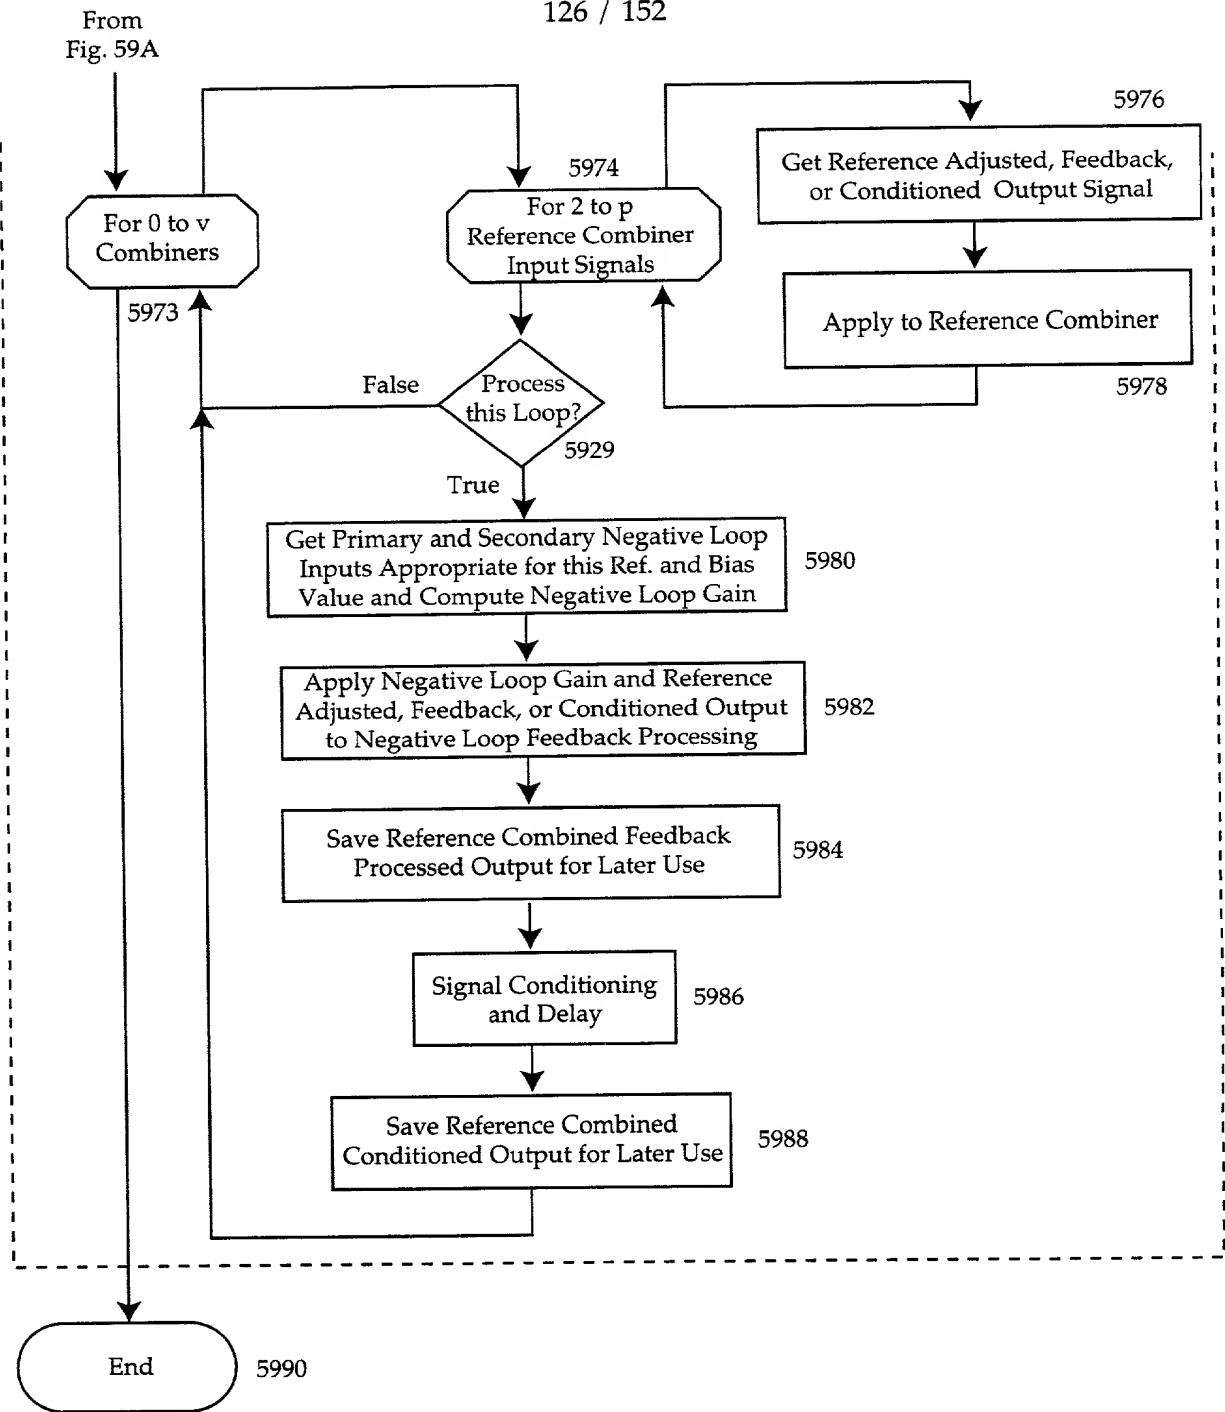 126 / 152
From
Fig. 59A
5976
Get Reference Adjusted, Feedback,
or Conditioned Output Signal
5974
For 2 to p
Reference Combiner
Input Signals
For 0 to v
Combiners
5973
Apply to Reference Combiner
5978
False
Process
this Loop?
5929
True
Get Primary and Secondary Negative Loop
Inputs Appropriate for this Ref. and Bias
Value and Compute Negative Loop Gain
5980
Apply Negative Loop Gain and Reference
Adjusted, Feedback, or Conditioned Output
to Negative Loop Feedback Processing
5982
Save Reference Combined Feedback
Processed Output for Later Use
5984
Signal Conditioning
and Delay
5986
Save Reference Combined
Conditioned Output for Later Use
5988
End
5990